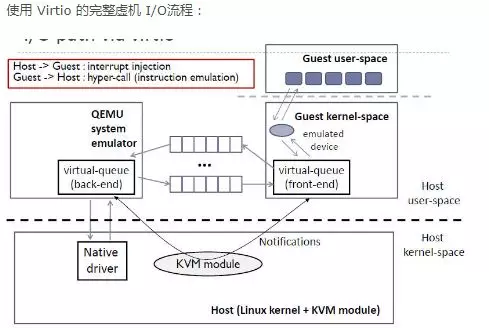 使用 Virtio 的完整虚机 I/O流程：
I/O path via virtio
Host -> Guest : interrupt injection
Guest -> Host : hyper-call (instruction emulation)
Guest user-space
QEMU
system
emulator
Guest kernel-space
emulated
device
virtual-queue
(back-end)
...
virtual-queue
(front-end)
Host
user-space
Notifications
Host
kernel-space
Native
driver
KVM module
Host (Linux kernel + KVM module)